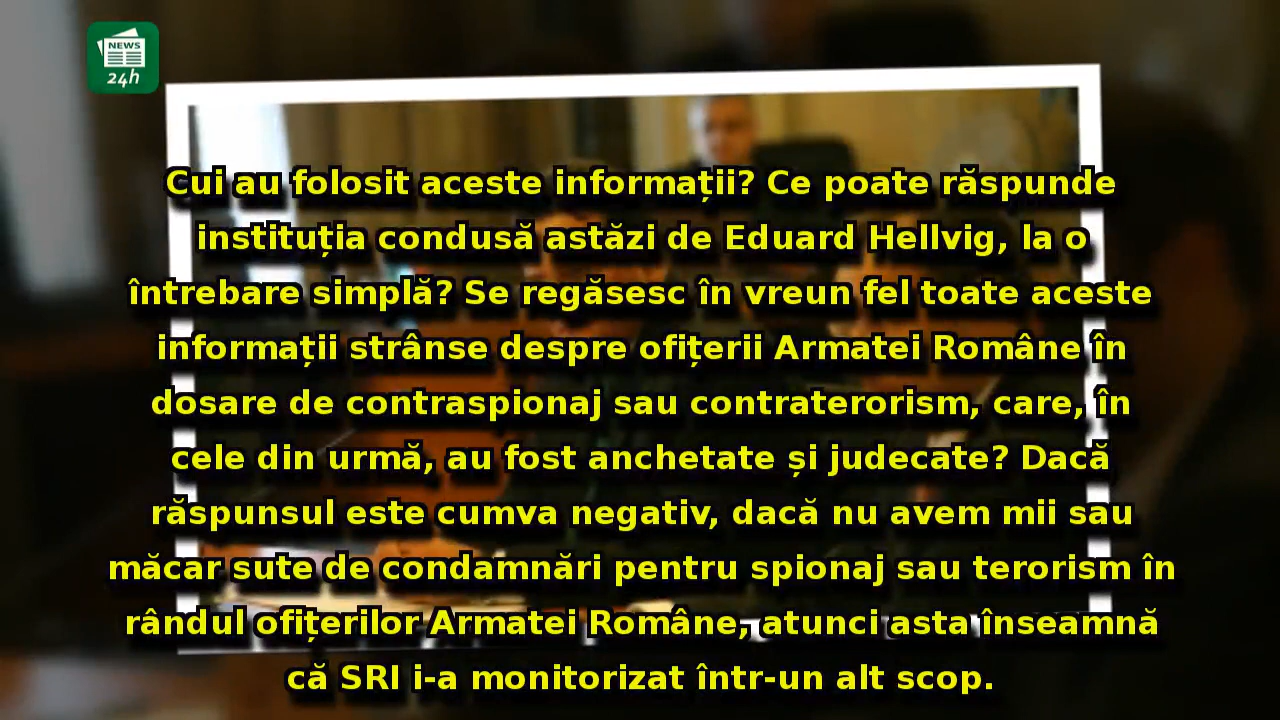 NEWS
24h
Cui au folosit aceste informații? Ce poate răspunde
instituția condusă astăzi de Eduard Hellvig, la o
întrebare simplă? Se regăsesc în vreun fel toate aceste
informații strânse despre ofițerii Armatei Române în
dosare de contraspionaj sau contraterorism, care, în
cele din urmă, au fost anchetate și judecate? Dacă
răspunsul este cumva negativ, dacă nu avem mii sau
măcar sute de condamnări pentru spionaj sau terorism în
rândul ofițerilor Armatei Române, atunci asta înseamnă
că SRI i-a monitorizat într-un alt scop.